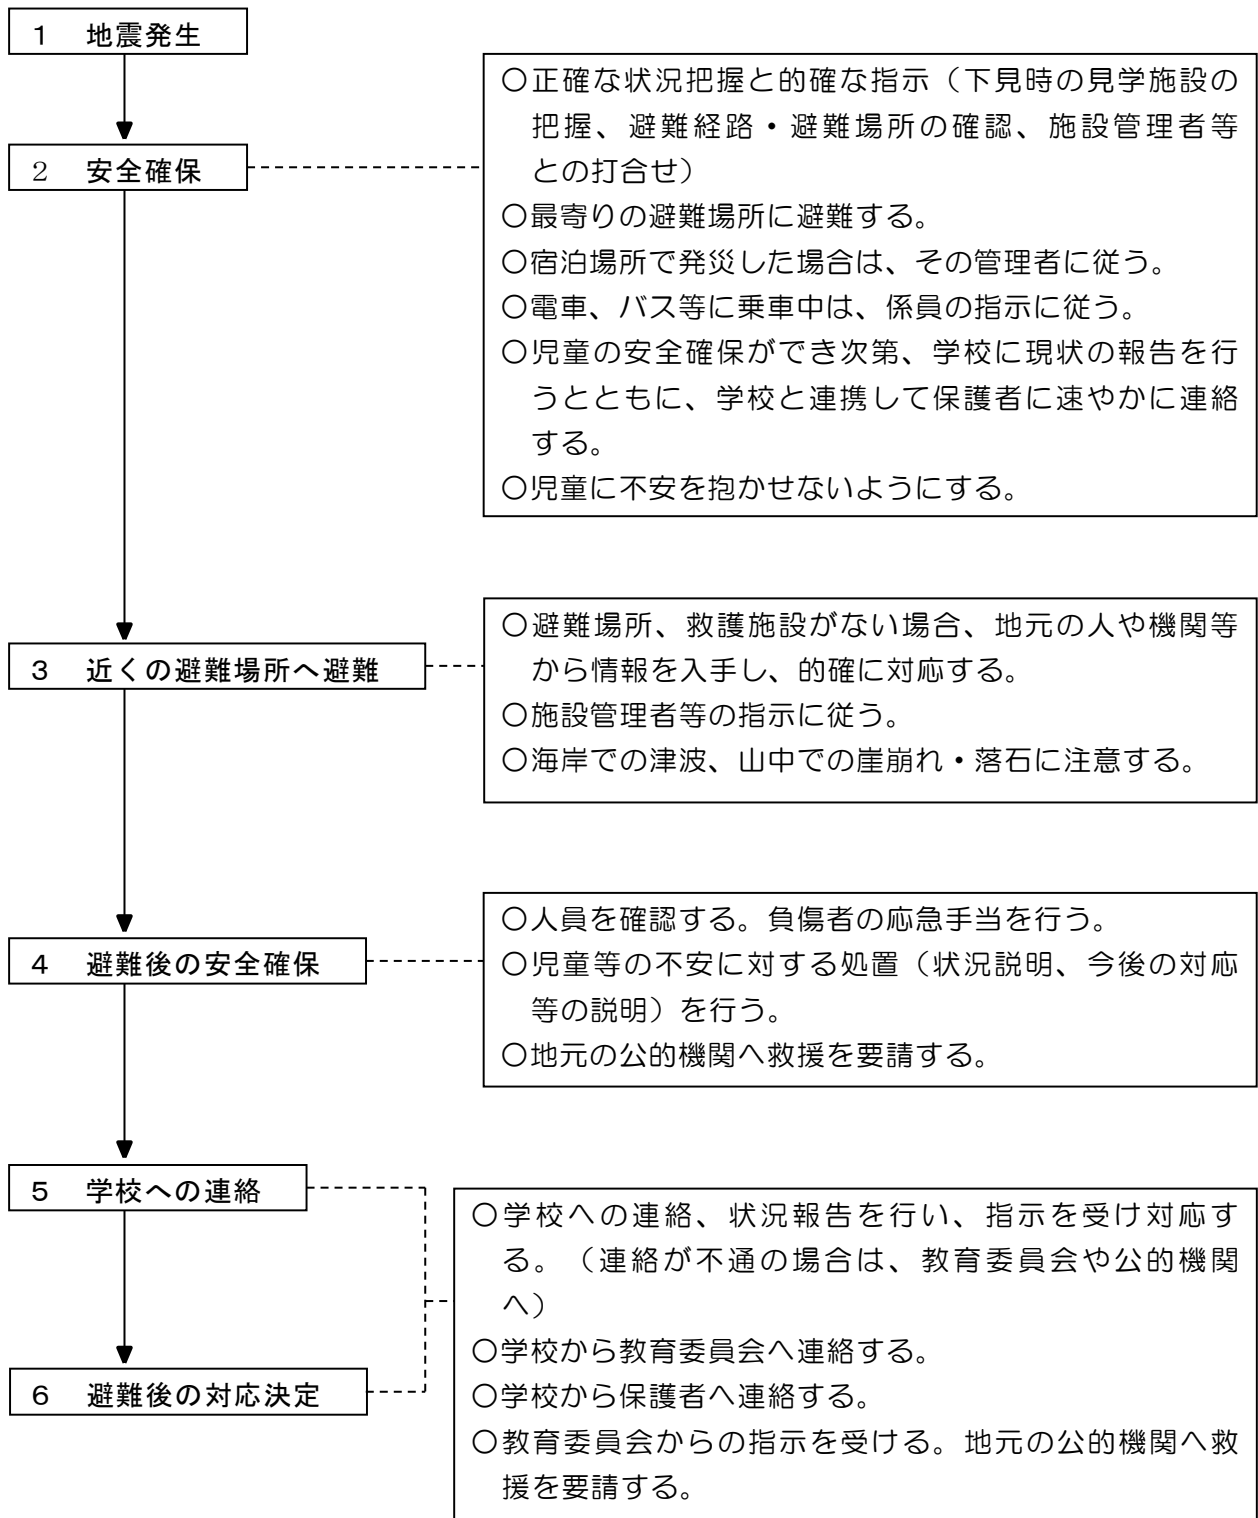 １　地震発生
○正確な状況把握と的確な指示（下見時の見学施設の
把握、避難経路・避難場所の確認、施設管理者等
との打合せ）
２　安全確保
○最寄りの避難場所に避難する。
○宿泊場所で発災した場合は、その管理者に従う。
○電車、バス等に乗車中は、係員の指示に従う。
○児童の安全確保ができ次第、学校に現状の報告を行
うとともに、学校と連携して保護者に速やかに連絡
する。
○児童に不安を抱かせないようにする。
３　近くの避難場所へ避難
○避難場所、救護施設がない場合、地元の人や機関等
から情報を入手し、的確に対応する。
○施設管理者等の指示に従う。
○海岸での津波、山中での崖崩れ・落石に注意する。
４　避難後の安全確保
○人員を確認する。負傷者の応急手当を行う。
○児童等の不安に対する処置（状況説明、今後の対応
等の説明）を行う。
○地元の公的機関へ救援を要請する。
５　学校への連絡
○学校への連絡、状況報告を行い、指示を受け対応す
る。（連絡が不通の場合は、教育委員会や公的機関
へ）
○学校から教育委員会へ連絡する。
６　避難後の対応決定
○学校から保護者へ連絡する。
○教育委員会からの指示を受ける。地元の公的機関へ救
援を要請する。